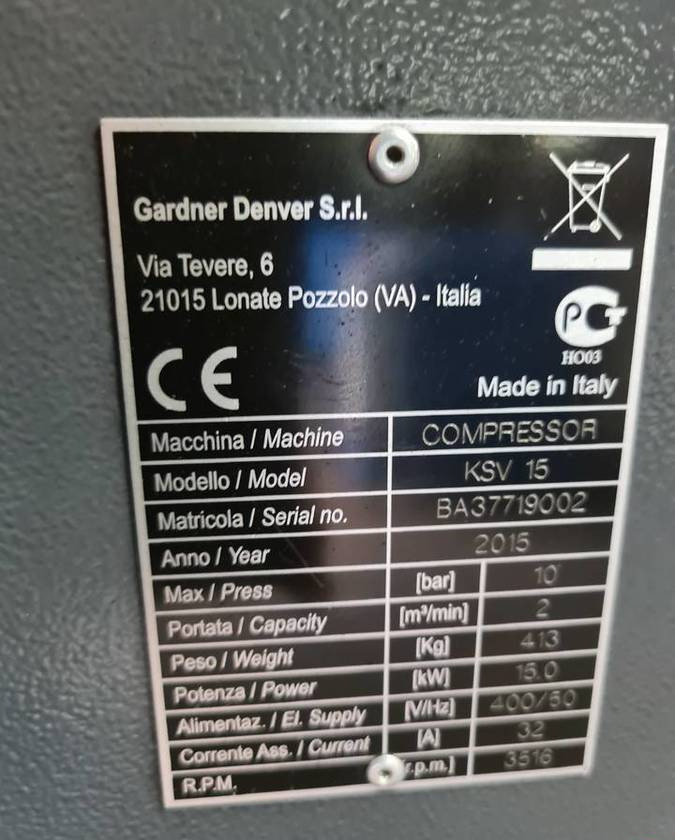 Gardner Denver S.r.l.
Via Tevere, 6
21015 Lonate Pozzolo (VA) - Italia
HO03
CE
Made in Italy
Macchina / Machine COMPRESSOR
Modello / Model KSV 15
Matricola / Serial no. BA37719002
Anno / Year 2015
Max / Press [bar] 10
Portata / Capacity [m³/min] 2
Peso / Weight [Kg] 413
Potenza / Power [kW] 15.0
Alimentaz. / El. Supply [V/Hz] 400/50
Corrente Ass. / Current [A] 32
R.P.M. r.p.m.] 3516